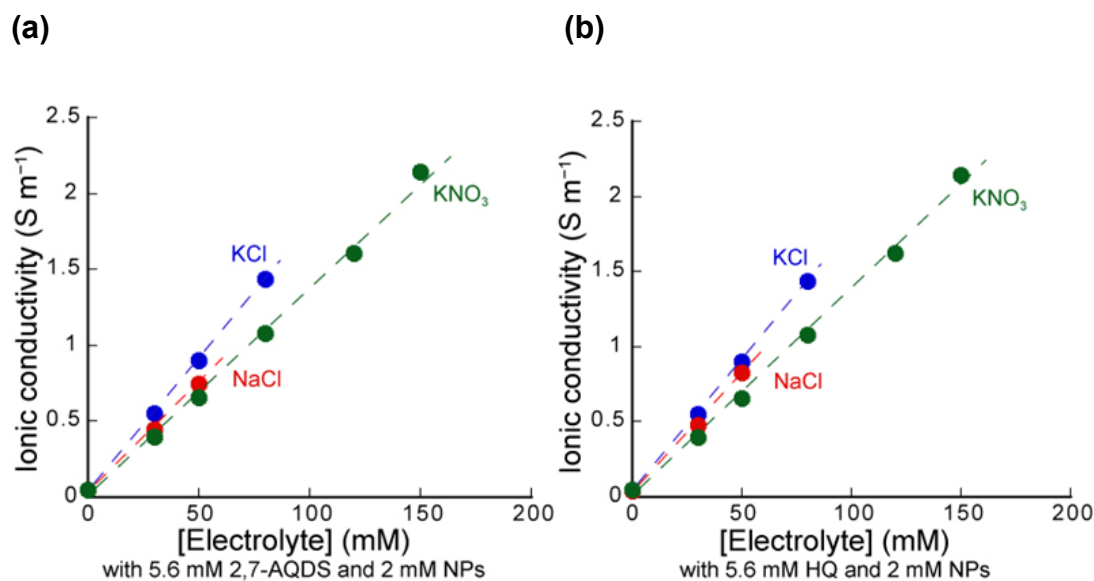 (a)
(b)
Ionic conductivity (S m⁻¹)
2.5
2
1.5
1
0.5
0
KCl
NaCl
KNO₃
0 50 100 150 200
[Electrolyte] (mM)
with 5.6 mM 2,7-AQDS and 2 mM NPs
Ionic conductivity (S m⁻¹)
2.5
2
1.5
1
0.5
0
KCl
NaCl
KNO₃
0 50 100 150 200
[Electrolyte] (mM)
with 5.6 mM HQ and 2 mM NPs